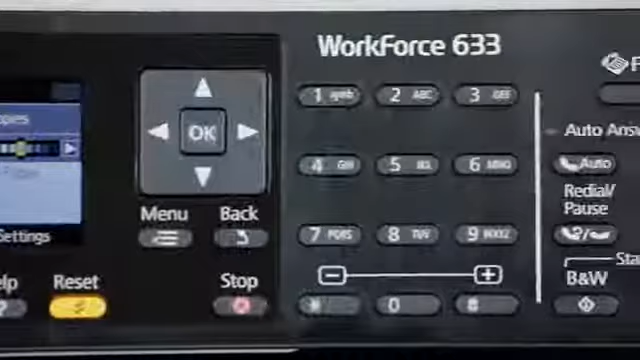 WorkForce 633
1
2 ABC
3 DEF
OK
Auto
4 GHI
5 JKL
6 MNO
Auto
Redial/
Pause
Menu
Back
Settings
7 PQRS
8 TUV
9 WXYZ
Reset
Stop
B&W
0